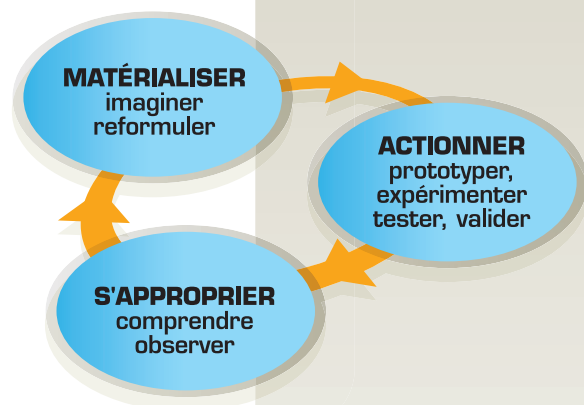 MATÉRIALISER
imaginer
reformuler
ACTIONNER
prototyper,
expérimenter
tester, valider
S'APPROPRIER
comprendre
observer